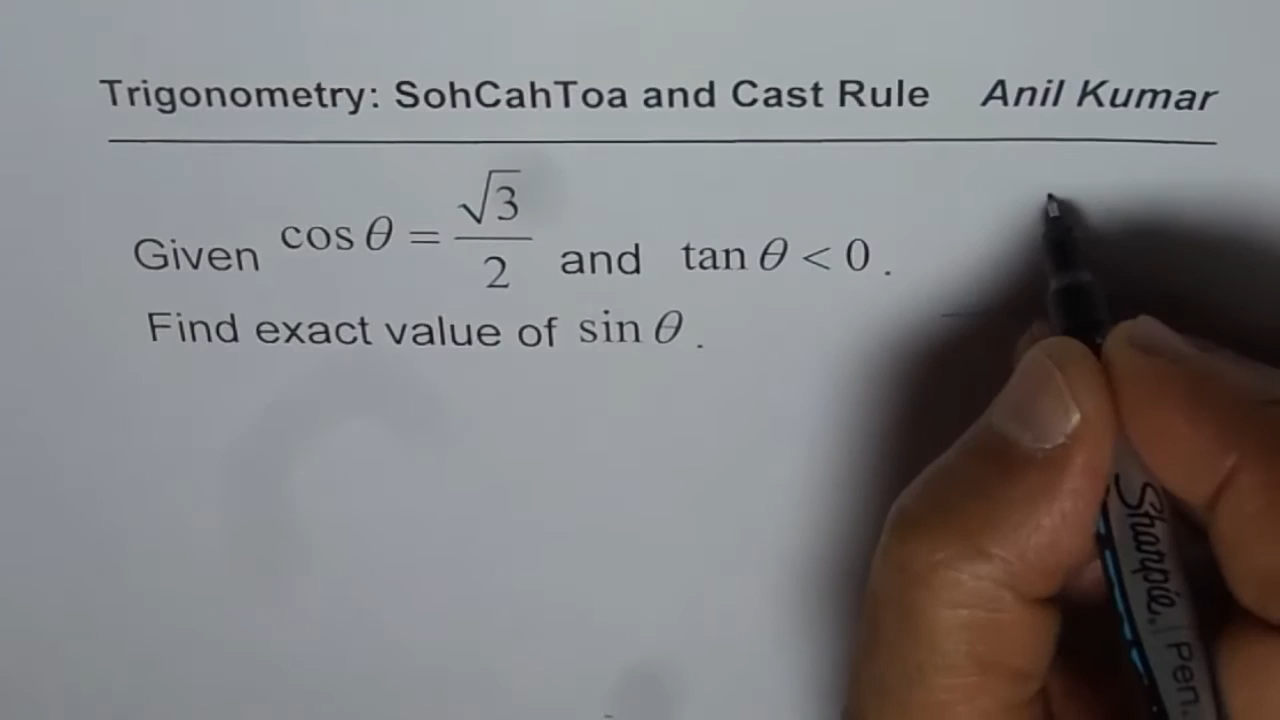 Trigonometry: SohCahToa and Cast Rule Anil Kumar
Given cos θ = √3/2 and tan θ < 0 .
Find exact value of sin θ .
Sharpie. | Pen.